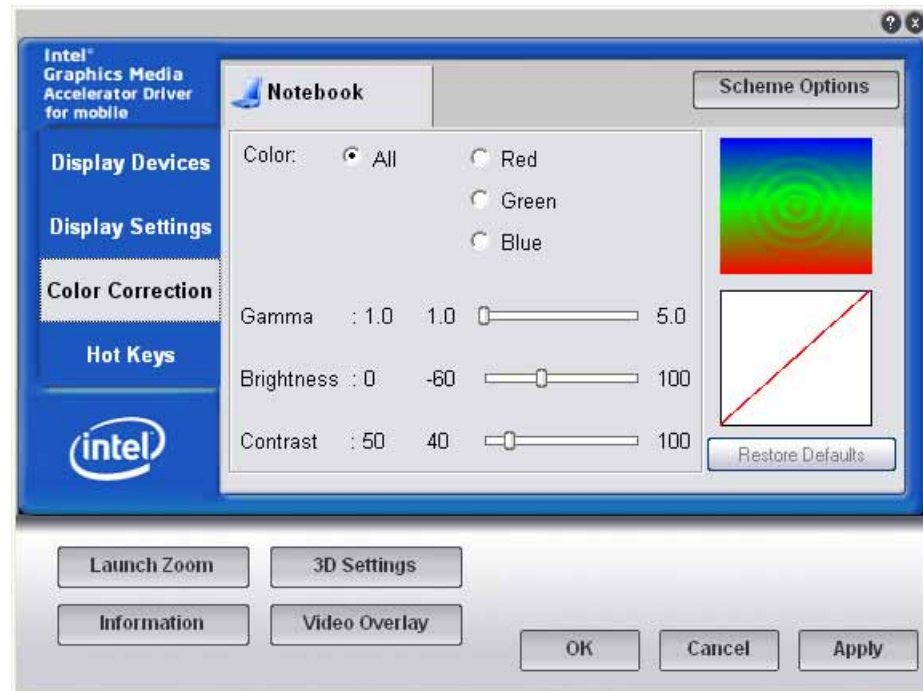 Intel®
Graphics Media
Accelerator Driver
for mobile
Notebook
Scheme Options
Display Devices
Display Settings
Color Correction
Hot Keys
intel
Color: All Red
Green
Blue
Gamma : 1.0 1.0 5.0
Brightness : 0 -60 100
Contrast : 50 40 100
Restore Defaults
Launch Zoom 3D Settings
Information Video Overlay
OK Cancel Apply